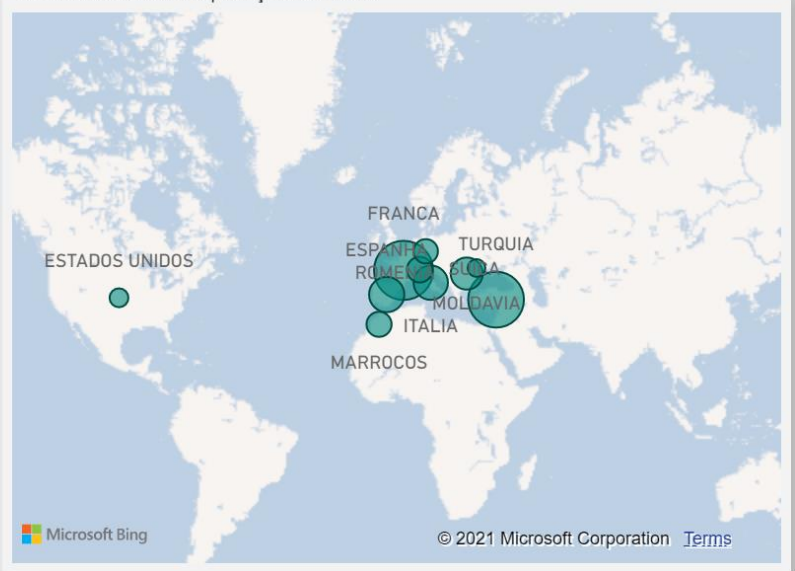 FRANCA
ESPANHA
TURQUIA
ESTADOS UNIDOS
ROMENIA
SUICA
MOLDAVIA
ITALIA
MARROCOS
Microsoft Bing
© 2021 Microsoft Corporation Terms